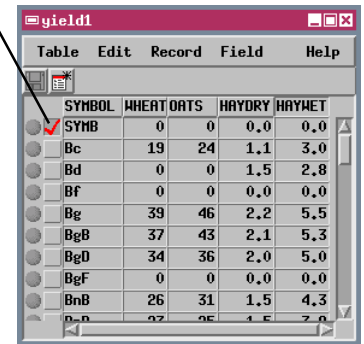 yield1
Table Edit Record Field Help
SYMBOL WHEAT OATS HAYDRY HAYWET
SYMB 0 0 0.0 0.0
Bc 19 24 1.1 3.0
Bd 0 0 1.5 2.8
Bf 0 0 0.0 0.0
Bg 39 46 2.2 5.5
BgB 37 43 2.1 5.3
BgD 34 36 2.0 5.0
BgF 0 0 0.0 0.0
BnB 26 31 1.5 4.3